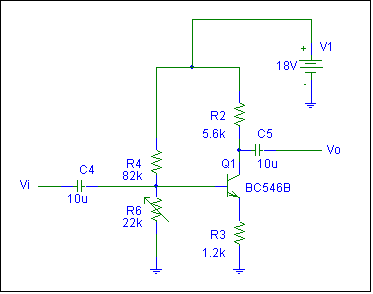 V1
+
18V
-
R2
5.6k
C5
10u
Vo
Q1
BC546B
R4
82k
C4
10u
Vi
R6
22k
R3
1.2k